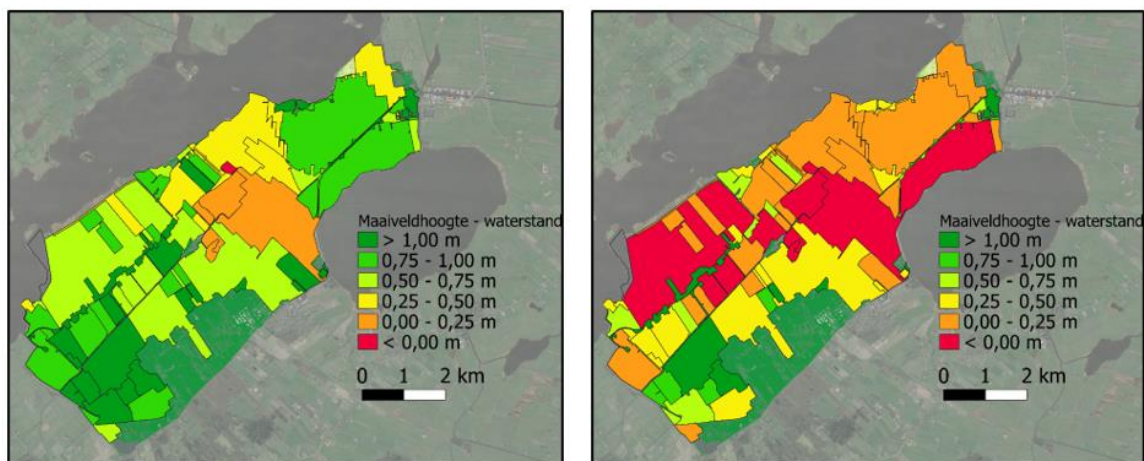 Maaiveldhoogte - waterstand
> 1,00 m
0,75 - 1,00 m
0,50 - 0,75 m
0,25 - 0,50 m
0,00 - 0,25 m
< 0,00 m
0 1 2 km
Maaiveldhoogte - waterstand
> 1,00 m
0,75 - 1,00 m
0,50 - 0,75 m
0,25 - 0,50 m
0,00 - 0,25 m
< 0,00 m
0 1 2 km